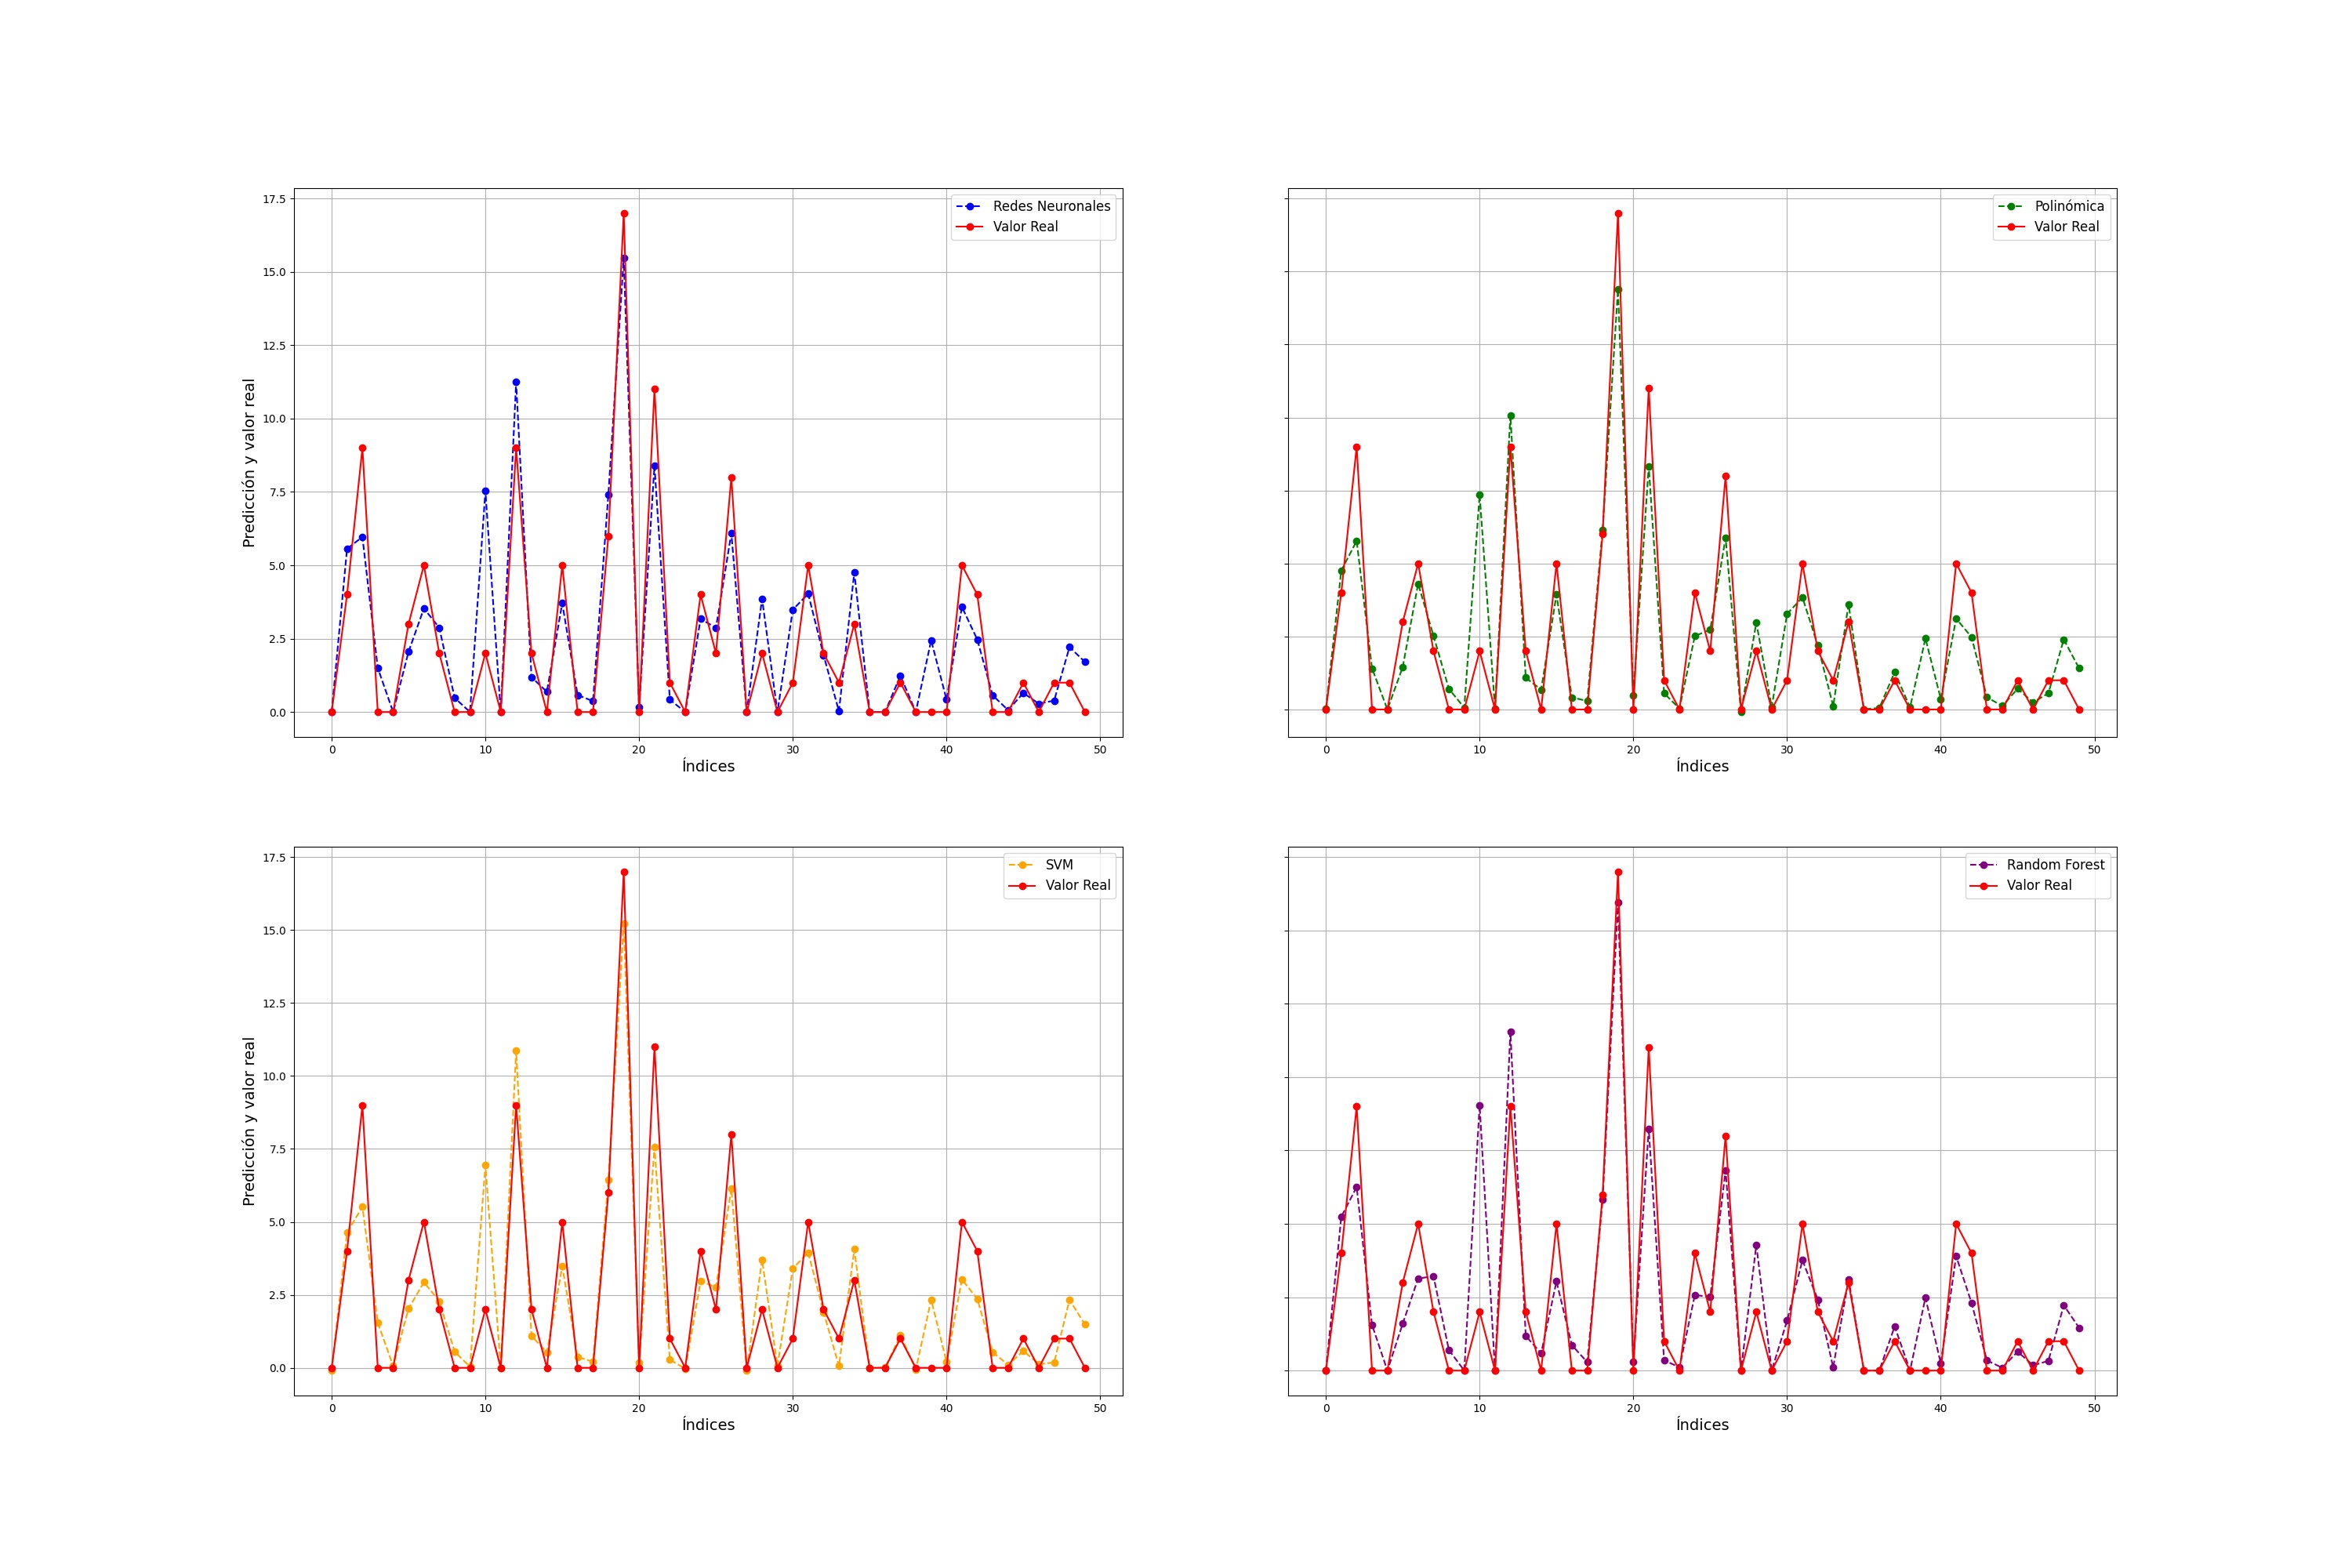 Redes Neuronales
Valor Real
17.5
15.0
12.5
10.0
7.5
5.0
2.5
0.0
Predicción y valor real
0 10 20 30 40 50
Índices
Polinómica
Valor Real
0 10 20 30 40 50
Índices
SVM
Valor Real
17.5
15.0
12.5
10.0
7.5
5.0
2.5
0.0
Predicción y valor real
0 10 20 30 40 50
Índices
Random Forest
Valor Real
0 10 20 30 40 50
Índices